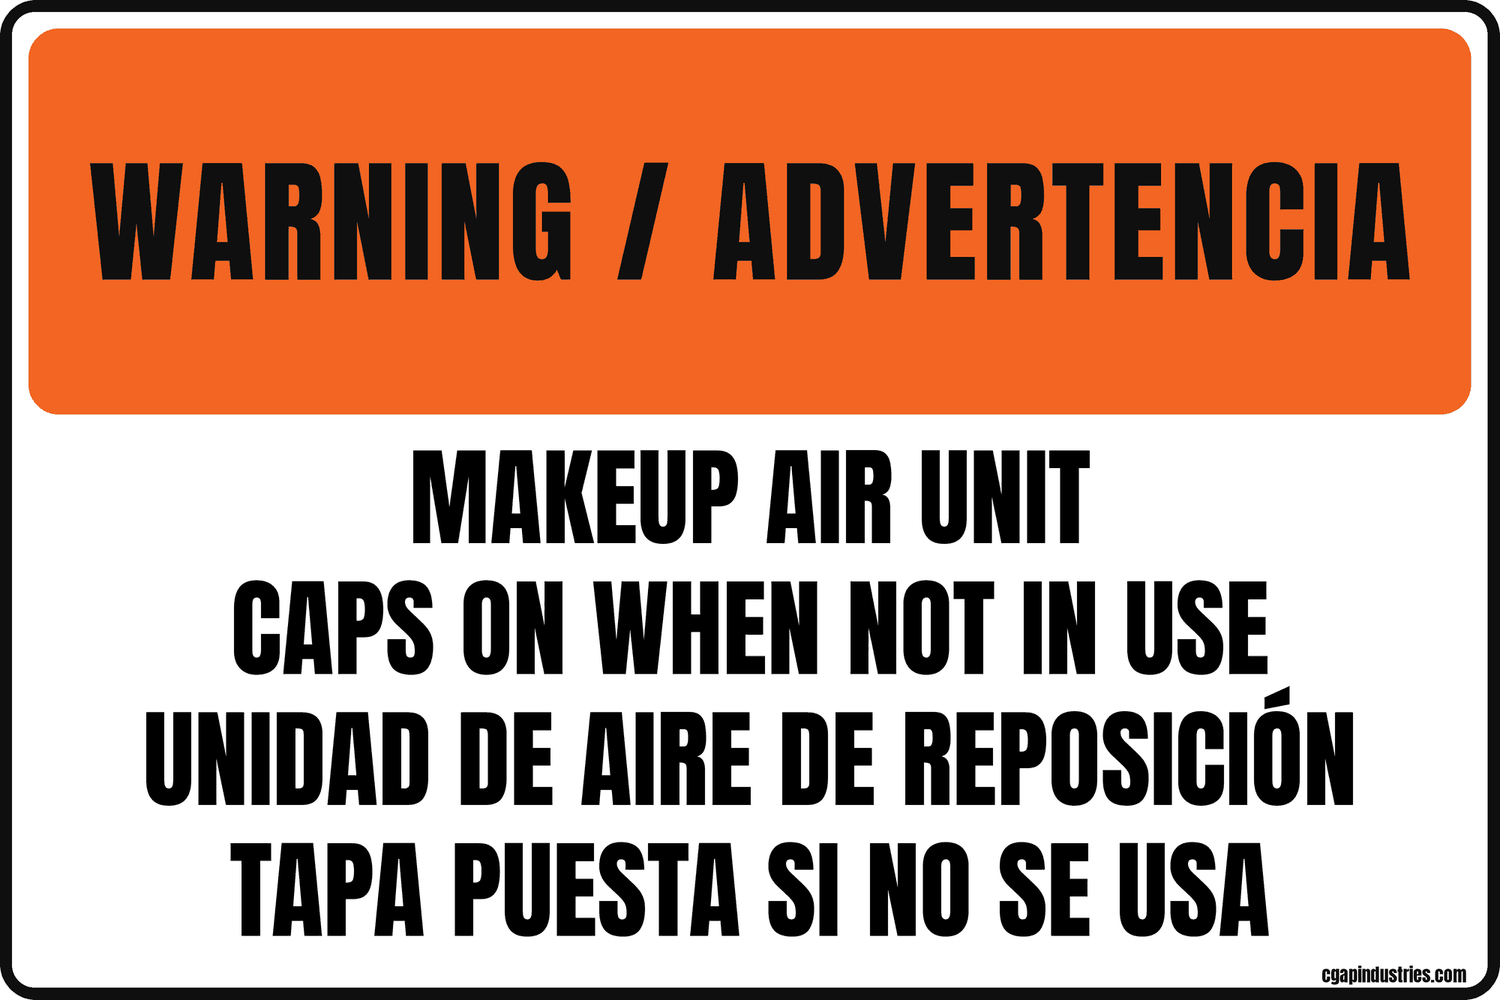 WARNING / ADVERTENCIA
MAKEUP AIR UNIT
CAPS ON WHEN NOT IN USE
UNIDAD DE AIRE DE REPOSICIÓN
TAPA PUESTA SI NO SE USA
cgapindustries.com